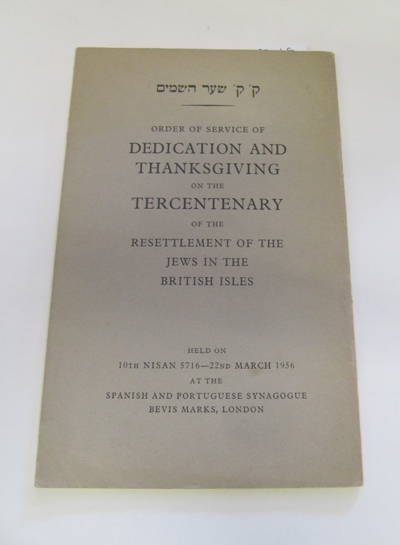 ק׳ ק׳ שער השמים
ORDER OF SERVICE OF
DEDICATION AND
THANKSGIVING
ON THE
TERCENTENARY
OF THE
RESETTLEMENT OF THE
JEWS IN THE
BRITISH ISLES
HELD ON
10TH NISAN 5716—22ND MARCH 1956
AT THE
SPANISH AND PORTUGUESE SYNAGOGUE
BEVIS MARKS, LONDON